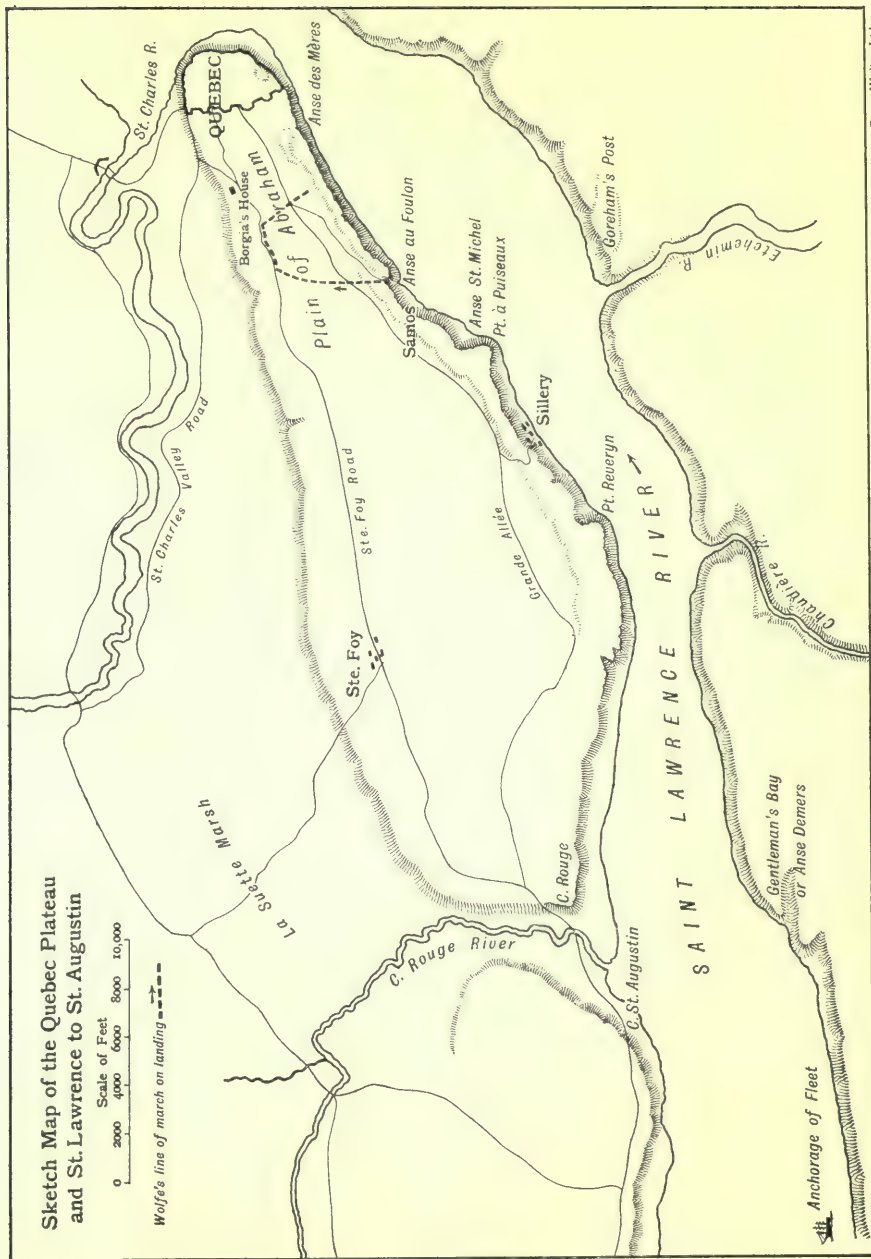 Sketch Map of the Quebec Plateau
and St. Lawrence to St. Augustin
Scale of Feet
0 2000 4000 6000 8000 10,000
Wolfe's line of march on landing
La Suette Marsh
St. Charles Valley Road
St. Charles R.
QUEBEC
Borgia's House
Plain of Abraham
Anse des Mères
Anse au Foulon
Samos
Anse St. Michel
Pt. à Puiseaux
Sillery
Ste. Foy Road
Ste. Foy
Grande Allée
Pt. Reveryn
C. Rouge
C. Rouge River
C. St. Augustin
SAINT LAWRENCE RIVER
Goreham's Post
Etchemin
R.
Chaudière R.
Gentleman's Bay
or Anse Demers
Anchorage of Fleet